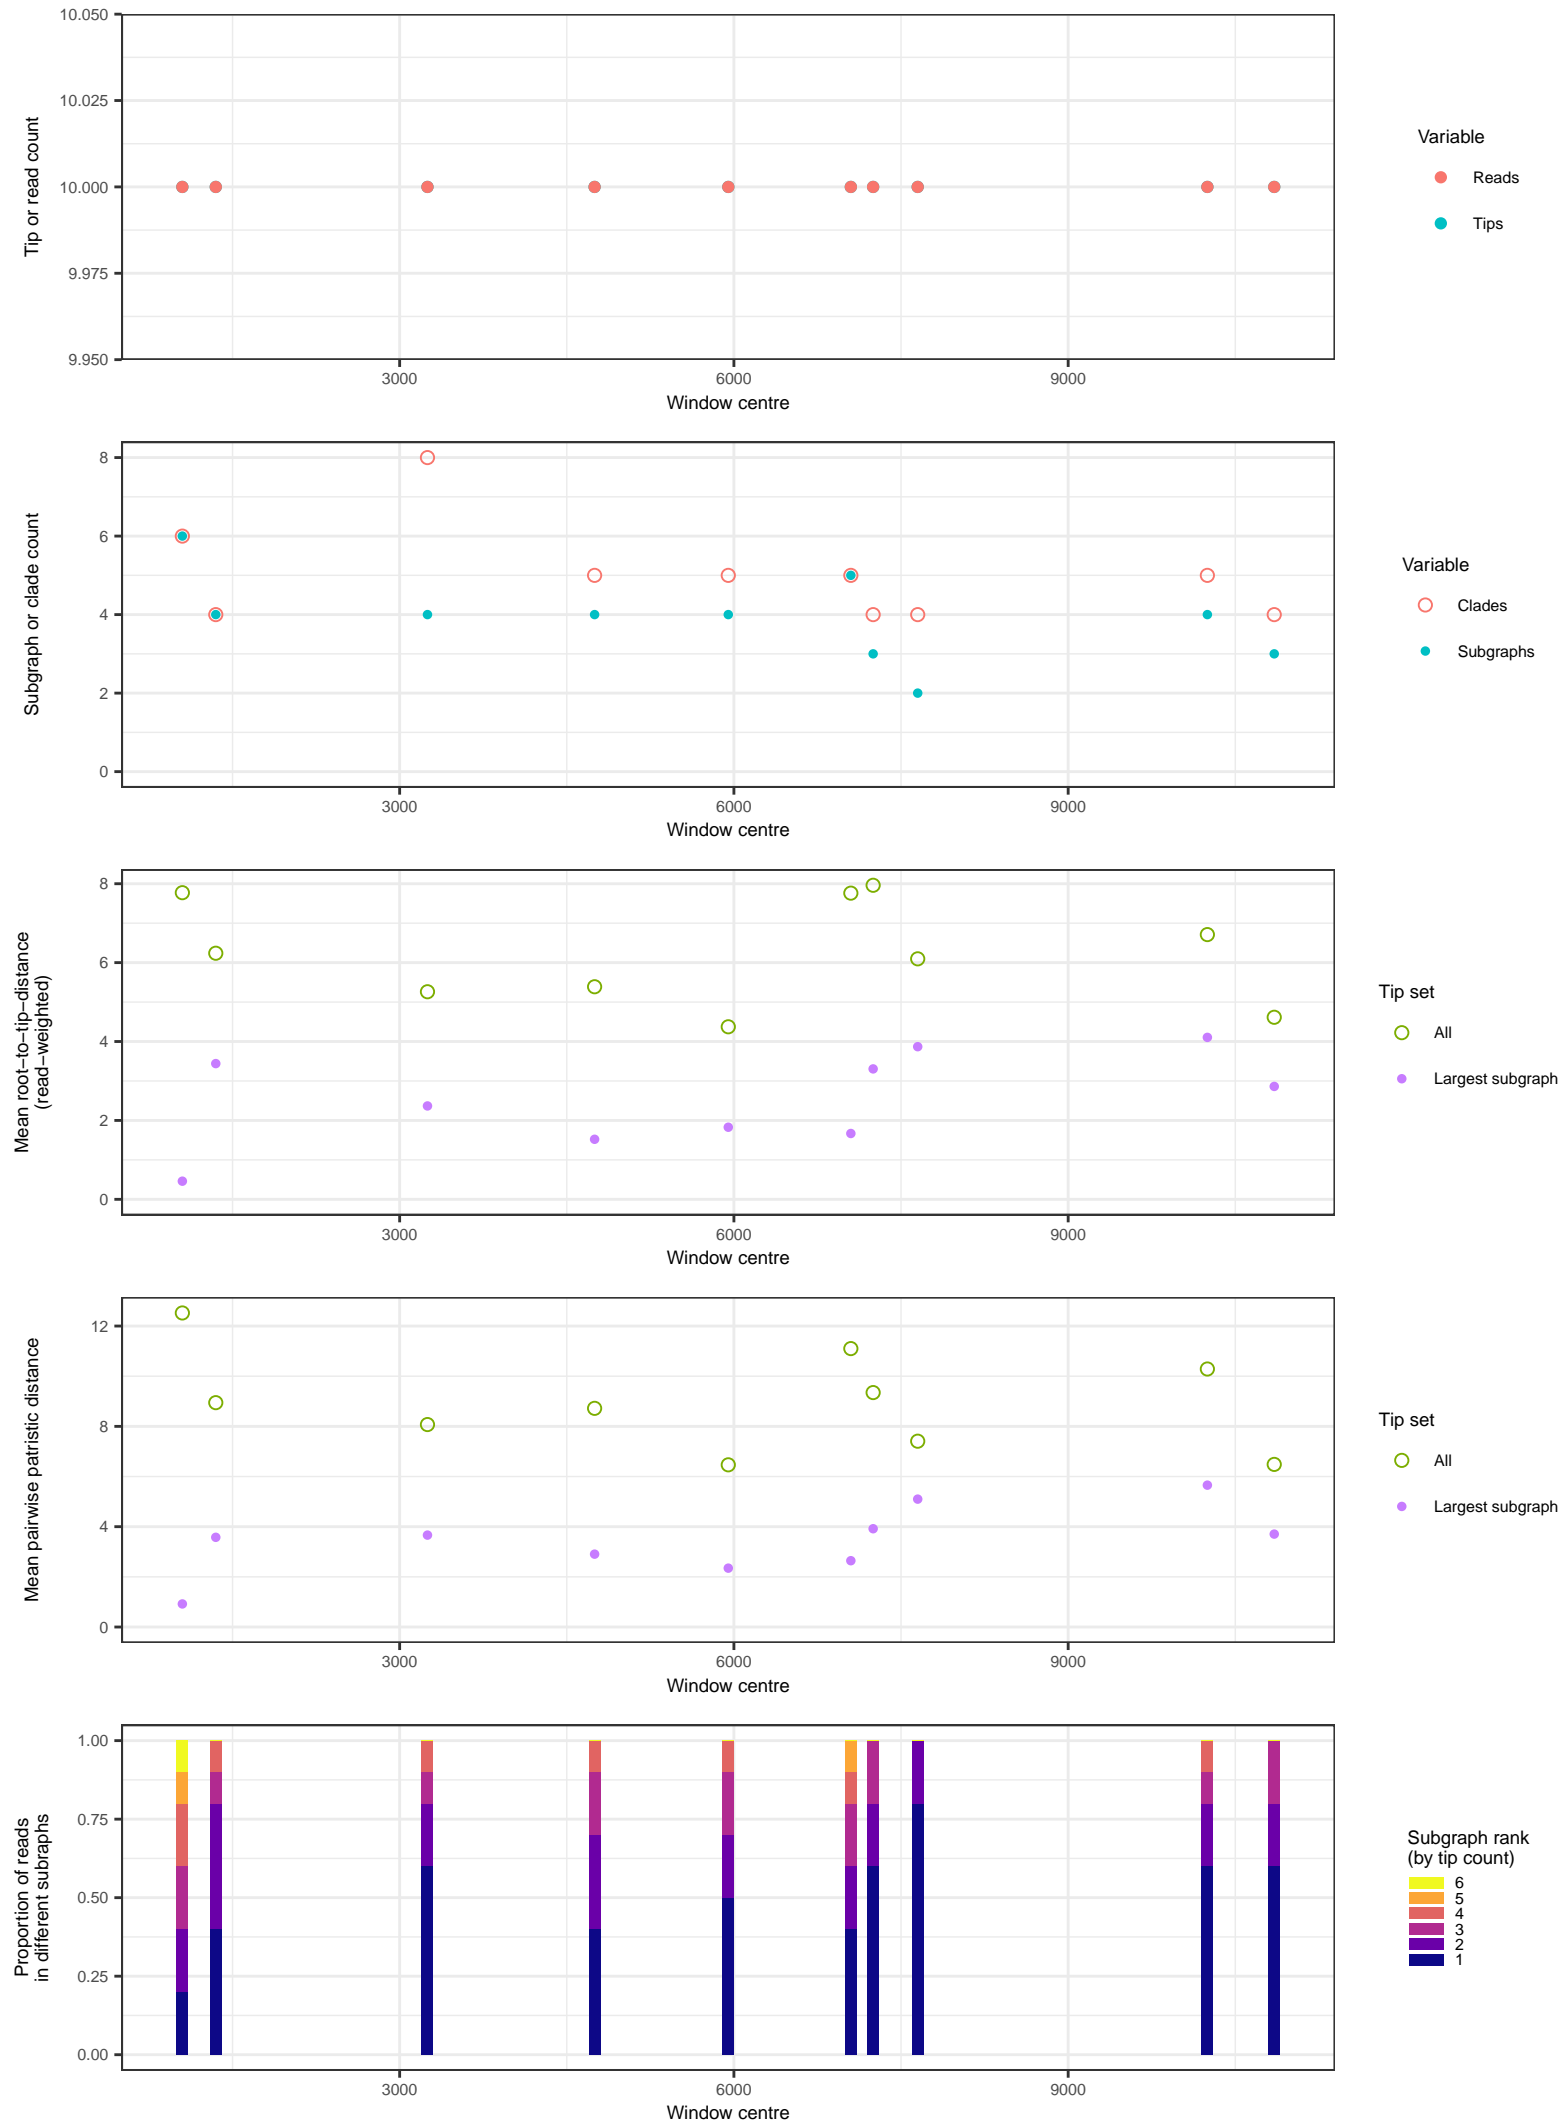 10.050
10.025
10.000
9.975
9.950
Tip or read count
3000
6000
9000
Window centre
Variable
Reads
Tips
8
6
4
2
0
Subgraph or clade count
3000
6000
9000
Window centre
Variable
Clades
Subgraphs
8
6
4
2
0
Mean root−to−tip−distance
(read−weighted)
3000
6000
9000
Window centre
Tip set
All
Largest subgraph
12
8
4
0
Mean pairwise patristic distance
3000
6000
9000
Window centre
Tip set
All
Largest subgraph
1.00
0.75
0.50
0.25
0.00
Proportion of reads
in different subraphs
3000
6000
9000
Window centre
Subgraph rank
(by tip count)
6
5
4
3
2
1